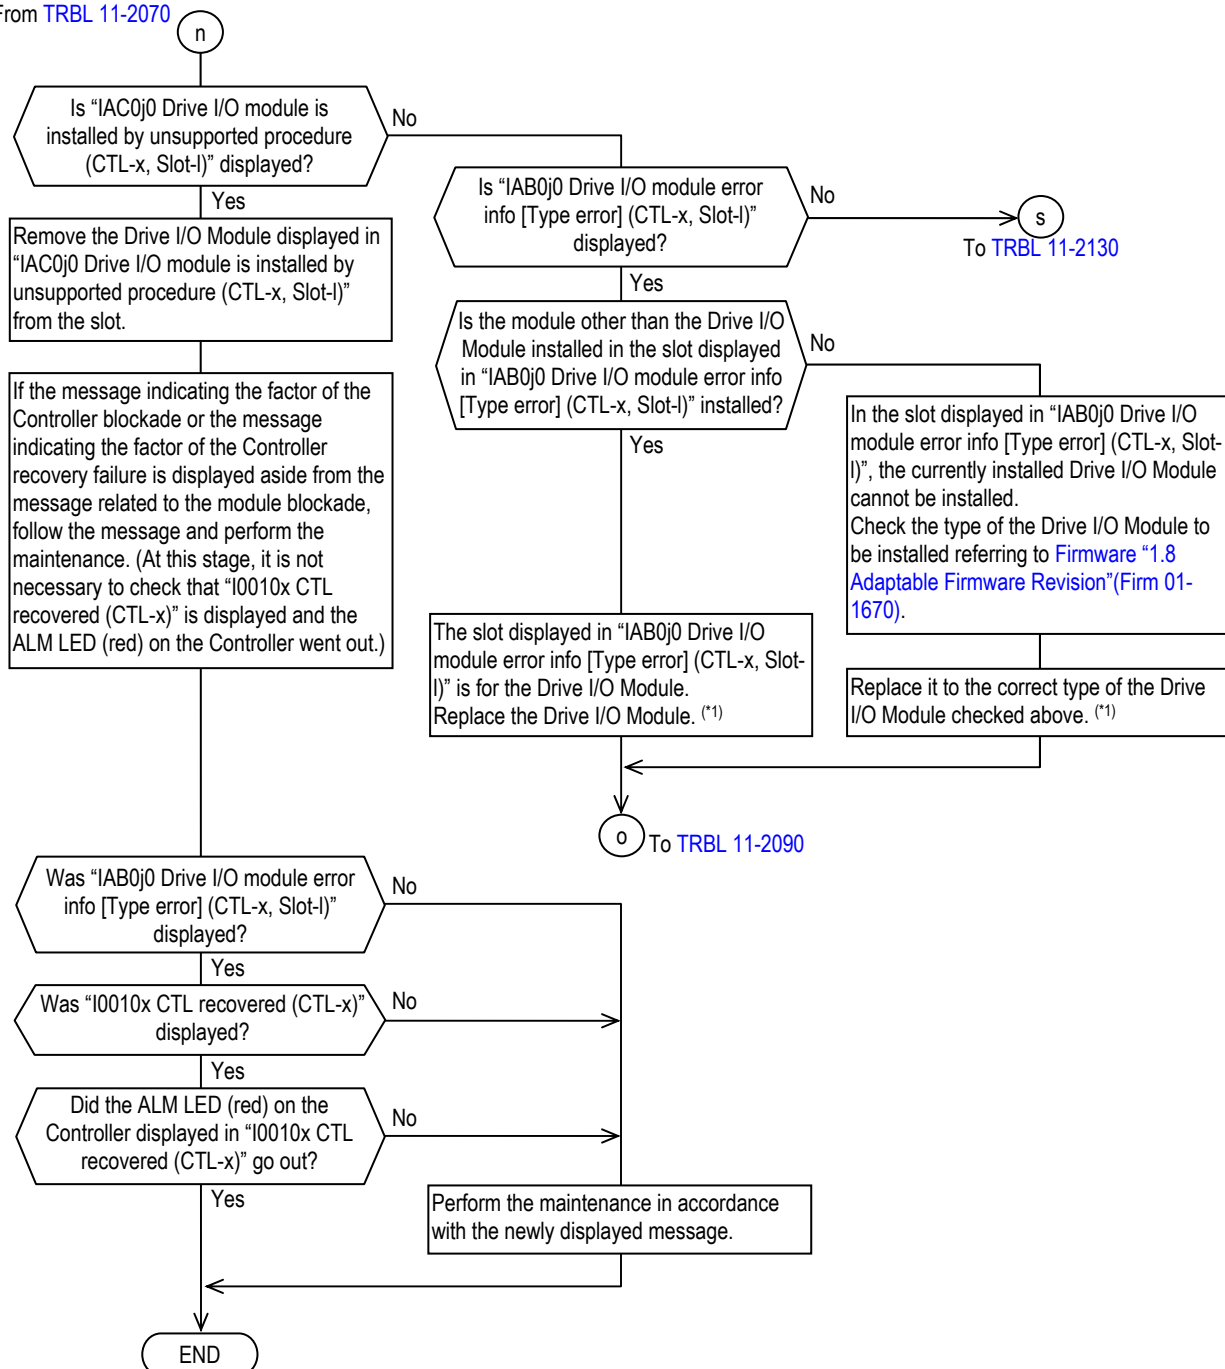 From TRBL 11-2070
n
Is “IAC0j0 Drive I/O module is
installed by unsupported procedure
(CTL-x, Slot-l)” displayed?
No
Yes
Remove the Drive I/O Module displayed in
“IAC0j0 Drive I/O module is installed by
unsupported procedure (CTL-x, Slot-l)”
from the slot.
If the message indicating the factor of the
Controller blockade or the message
indicating the factor of the Controller
recovery failure is displayed aside from the
message related to the module blockade,
follow the message and perform the
maintenance. (At this stage, it is not
necessary to check that “I0010x CTL
recovered (CTL-x)” is displayed and the
ALM LED (red) on the Controller went out.)
Is “IAB0j0 Drive I/O module error
info [Type error] (CTL-x, Slot-l)”
displayed?
No
s
To TRBL 11-2130
Yes
Is the module other than the Drive I/O
Module installed in the slot displayed
in “IAB0j0 Drive I/O module error info
[Type error] (CTL-x, Slot-l)” installed?
No
Yes
In the slot displayed in “IAB0j0 Drive I/O
module error info [Type error] (CTL-x, Slot-
l)”, the currently installed Drive I/O Module
cannot be installed.
Check the type of the Drive I/O Module to
be installed referring to Firmware “1.8
Adaptable Firmware Revision”(Firm 01-
1670).
The slot displayed in “IAB0j0 Drive I/O
module error info [Type error] (CTL-x, Slot-
l)” is for the Drive I/O Module.
Replace the Drive I/O Module. (*1)
Replace it to the correct type of the Drive
I/O Module checked above. (*1)
o
To TRBL 11-2090
Was “IAB0j0 Drive I/O module error
info [Type error] (CTL-x, Slot-l)”
displayed?
No
Yes
Was “I0010x CTL recovered (CTL-x)”
displayed?
No
Yes
Did the ALM LED (red) on the
Controller displayed in “I0010x CTL
recovered (CTL-x)” go out?
No
Yes
Perform the maintenance in accordance
with the newly displayed message.
END